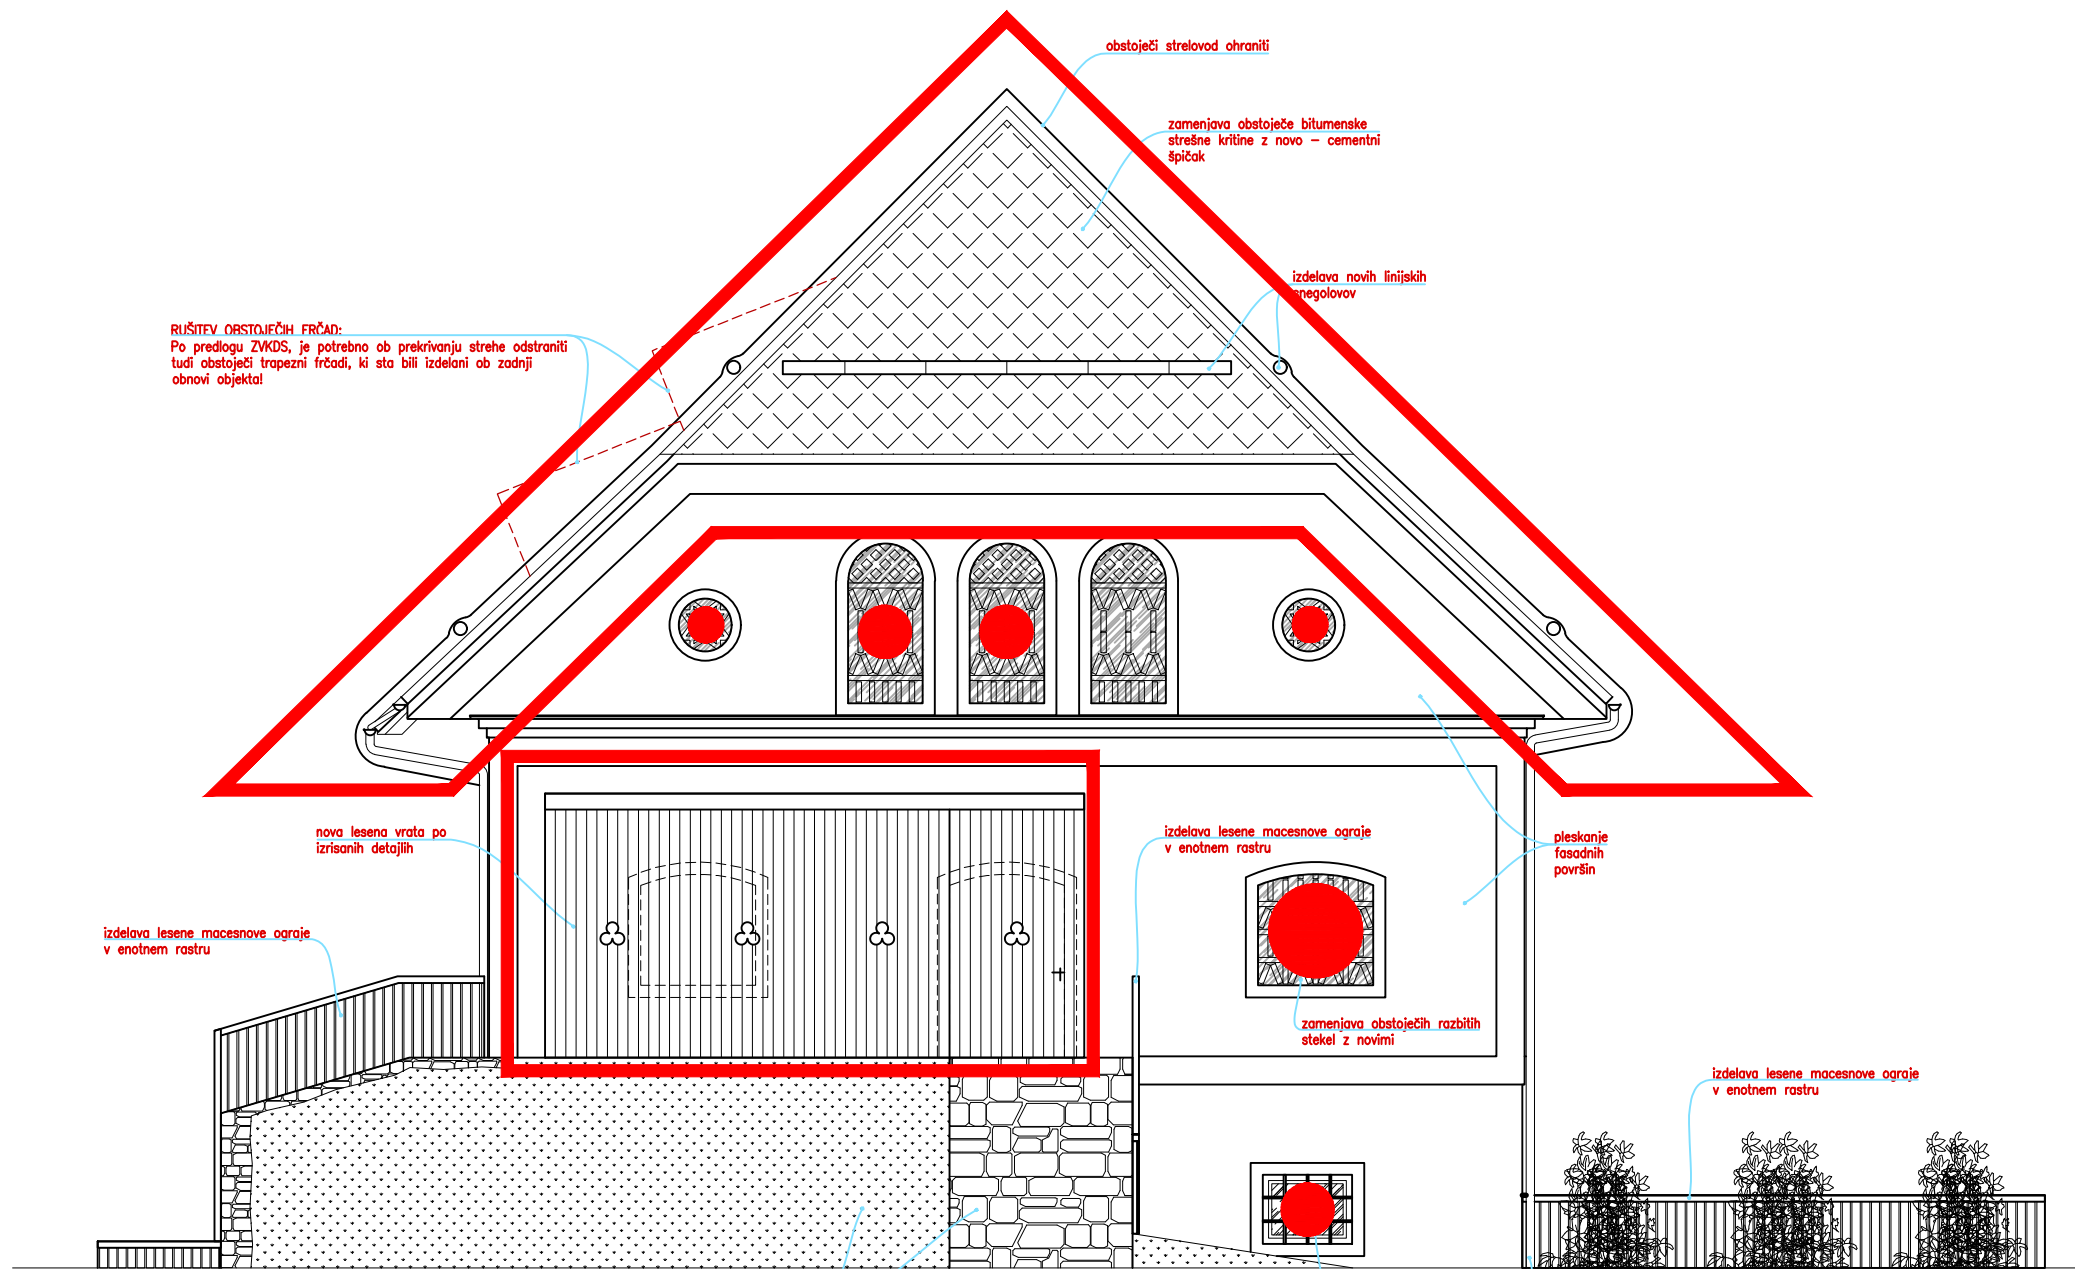 obstoječi strelovod ohraniti
zamenjava obstoječe bitumenske
strešne kritine z novo – cementni
špičak
izdelava novih linijskih
snegolovov
RUŠITEV OBSTOJEČIH FRČAD:
Po predlogu ZVKDS, je potrebno ob prekrivanju strehe odstraniti
tudi obstoječi trapezni frčadi, ki sta bili izdelani ob zadnji
obnovi objekta!
nova lesena vrata po
izrisanih detajlih
izdelava lesene macesnove ograje
v enotnem rastru
pleskanje
fasadnih
površin
izdelava lesene macesnove ograje
v enotnem rastru
zamenjava obstoječih razbitih
stekel z novimi
izdelava lesene macesnove ograje
v enotnem rastru